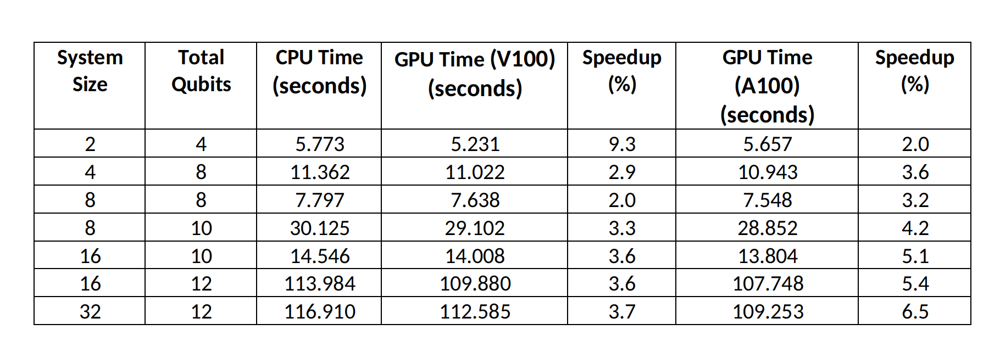 System Size Total Qubits CPU Time (seconds) GPU Time (V100) (seconds) Speedup (%) GPU Time (A100) (seconds) Speedup (%)
2 4 5.773 5.231 9.3 5.657 2.0
4 8 11.362 11.022 2.9 10.943 3.6
8 8 7.797 7.638 2.0 7.548 3.2
8 10 30.125 29.102 3.3 28.852 4.2
16 10 14.546 14.008 3.6 13.804 5.1
16 12 113.984 109.880 3.6 107.748 5.4
32 12 116.910 112.585 3.7 109.253 6.5